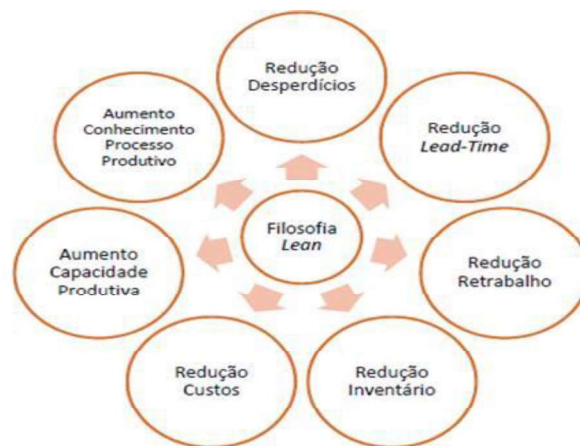 Redução
Desperdícios
Redução
Lead-Time
Redução
Retrabalho
Redução
Inventário
Redução
Custos
Aumento
Capacidade
Produtiva
Aumento
Conhecimento
Processo
Produtivo
Filosofia
Lean